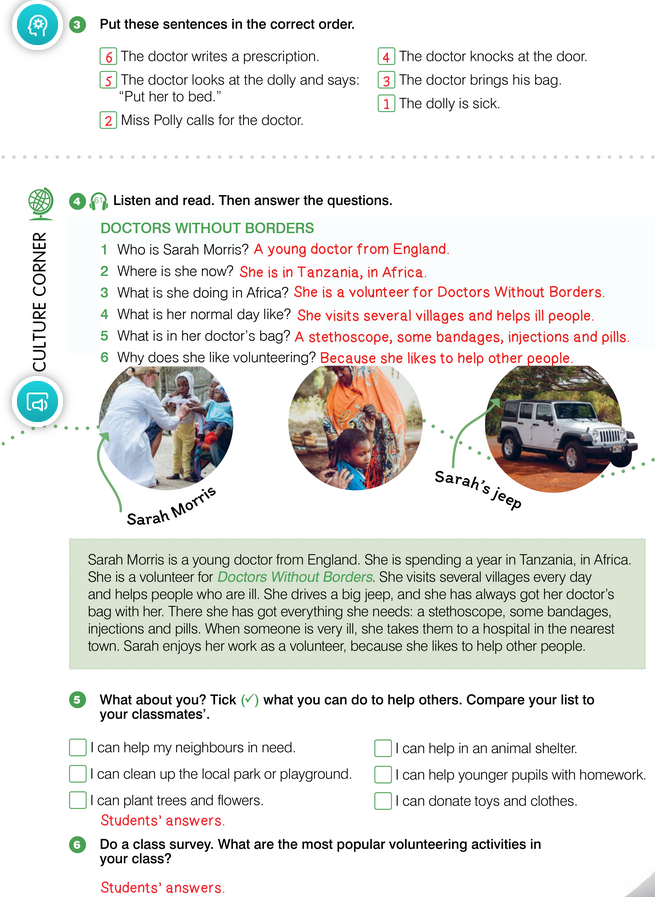 3 Put these sentences in the correct order.
6 The doctor writes a prescription.
5 The doctor looks at the dolly and says:
“Put her to bed.”
2 Miss Polly calls for the doctor.
4 The doctor knocks at the door.
3 The doctor brings his bag.
1 The dolly is sick.
CULTURE CORNER
4 61 Listen and read. Then answer the questions.
DOCTORS WITHOUT BORDERS
1 Who is Sarah Morris? A young doctor from England.
2 Where is she now? She is in Tanzania, in Africa.
3 What is she doing in Africa? She is a volunteer for Doctors Without Borders.
4 What is her normal day like? She visits several villages and helps ill people.
5 What is in her doctor’s bag? A stethoscope, some bandages, injections and pills.
6 Why does she like volunteering? Because she likes to help other people.
Sarah Morris
Sarah’s jeep
Sarah Morris is a young doctor from England. She is spending a year in Tanzania, in Africa.
She is a volunteer for Doctors Without Borders. She visits several villages every day
and helps people who are ill. She drives a big jeep, and she has always got her doctor’s
bag with her. There she has got everything she needs: a stethoscope, some bandages,
injections and pills. When someone is very ill, she takes them to a hospital in the nearest
town. Sarah enjoys her work as a volunteer, because she likes to help other people.
5 What about you? Tick (✓) what you can do to help others. Compare your list to
your classmates’.
I can help my neighbours in need.
I can clean up the local park or playground.
I can plant trees and flowers.
I can help in an animal shelter.
I can help younger pupils with homework.
I can donate toys and clothes.
Students’ answers.
6 Do a class survey. What are the most popular volunteering activities in
your class?
Students’ answers.